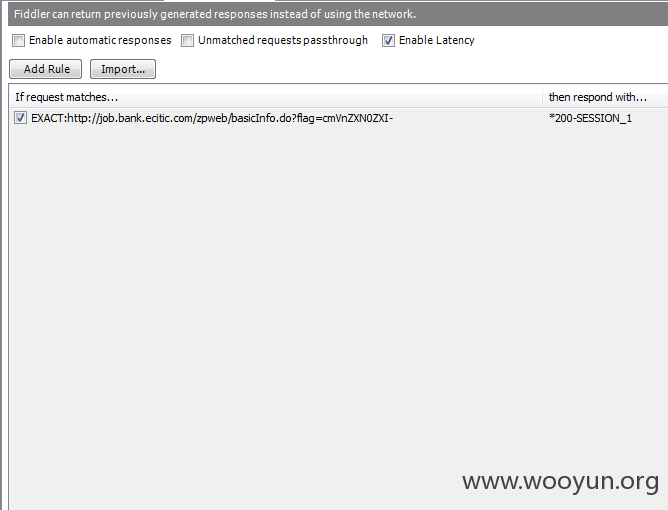 Fiddler can return previously generated responses instead of using the network.
Enable automatic responses Unmatched requests passthrough Enable Latency
Add Rule Import...
If request matches... then respond with...
EXACT:http://job.bank.ecitic.com/zpweb/basicInfo.do?flag=cmVnZXN0ZXI- *200-SESSION_1
www.wooyun.org